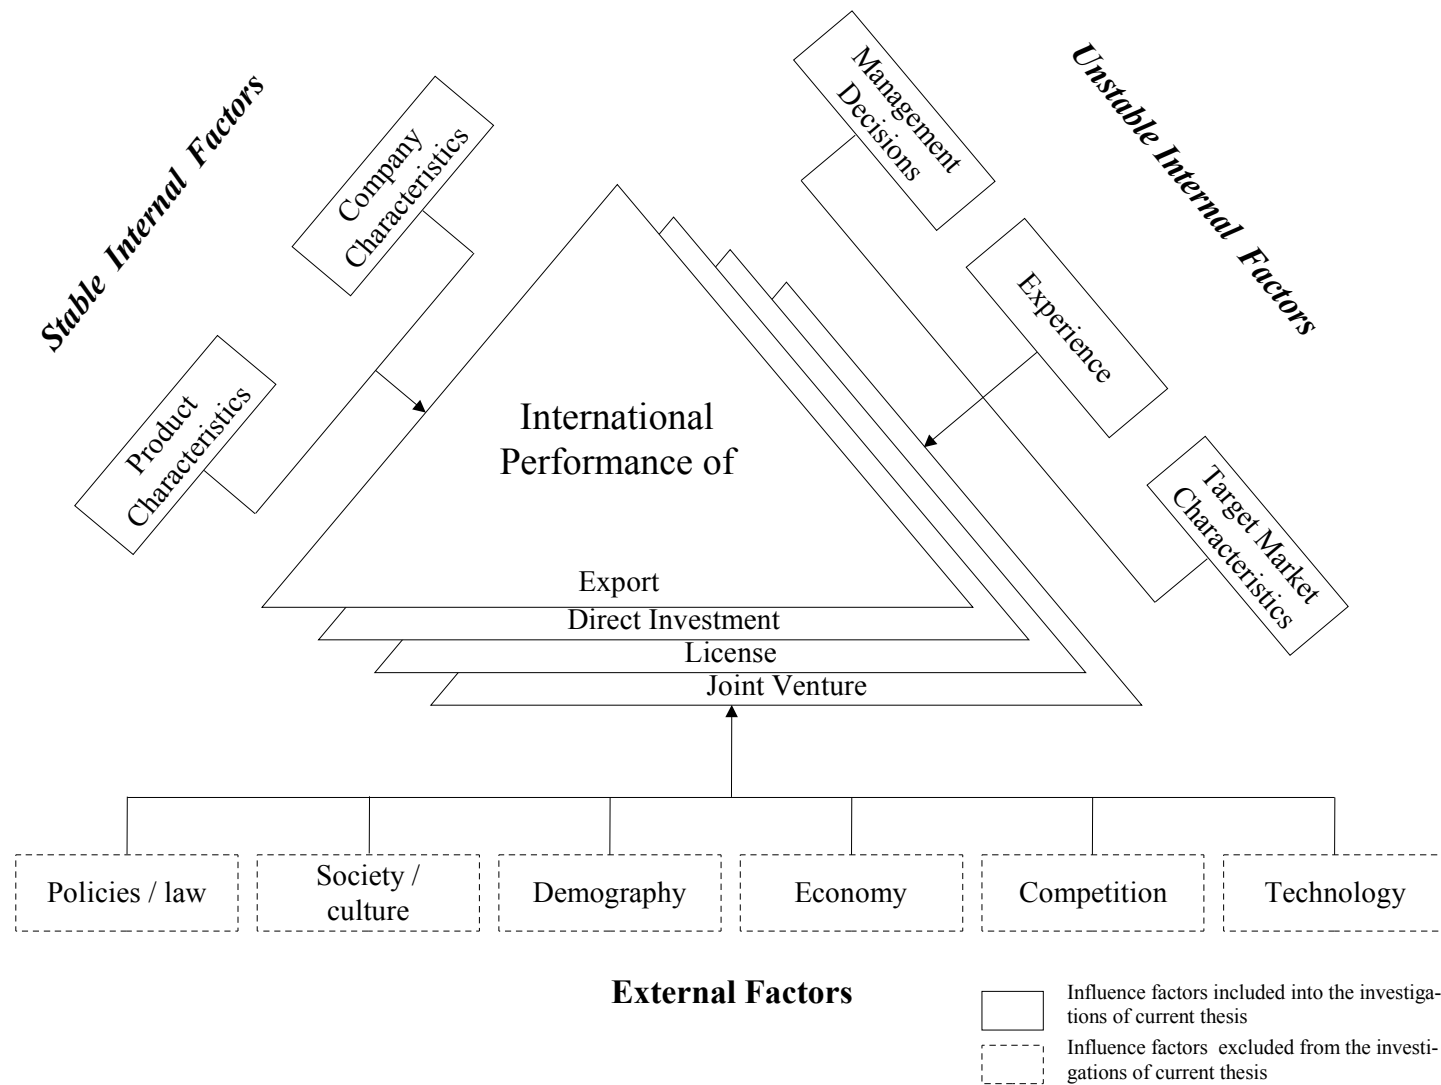 Stable Internal Factors
Company
Characteristics
Product
Characteristics
Management
Decisions
Unstable Internal Factors
Experience
Target Market
Characteristics
International
Performance of
Export
Direct Investment
License
Joint Venture
Policies / law
Society /
culture
Demography
Economy
Competition
Technology
External Factors
Influence factors included into the investiga-
tions of current thesis
Influence factors excluded from the investi-
gations of current thesis